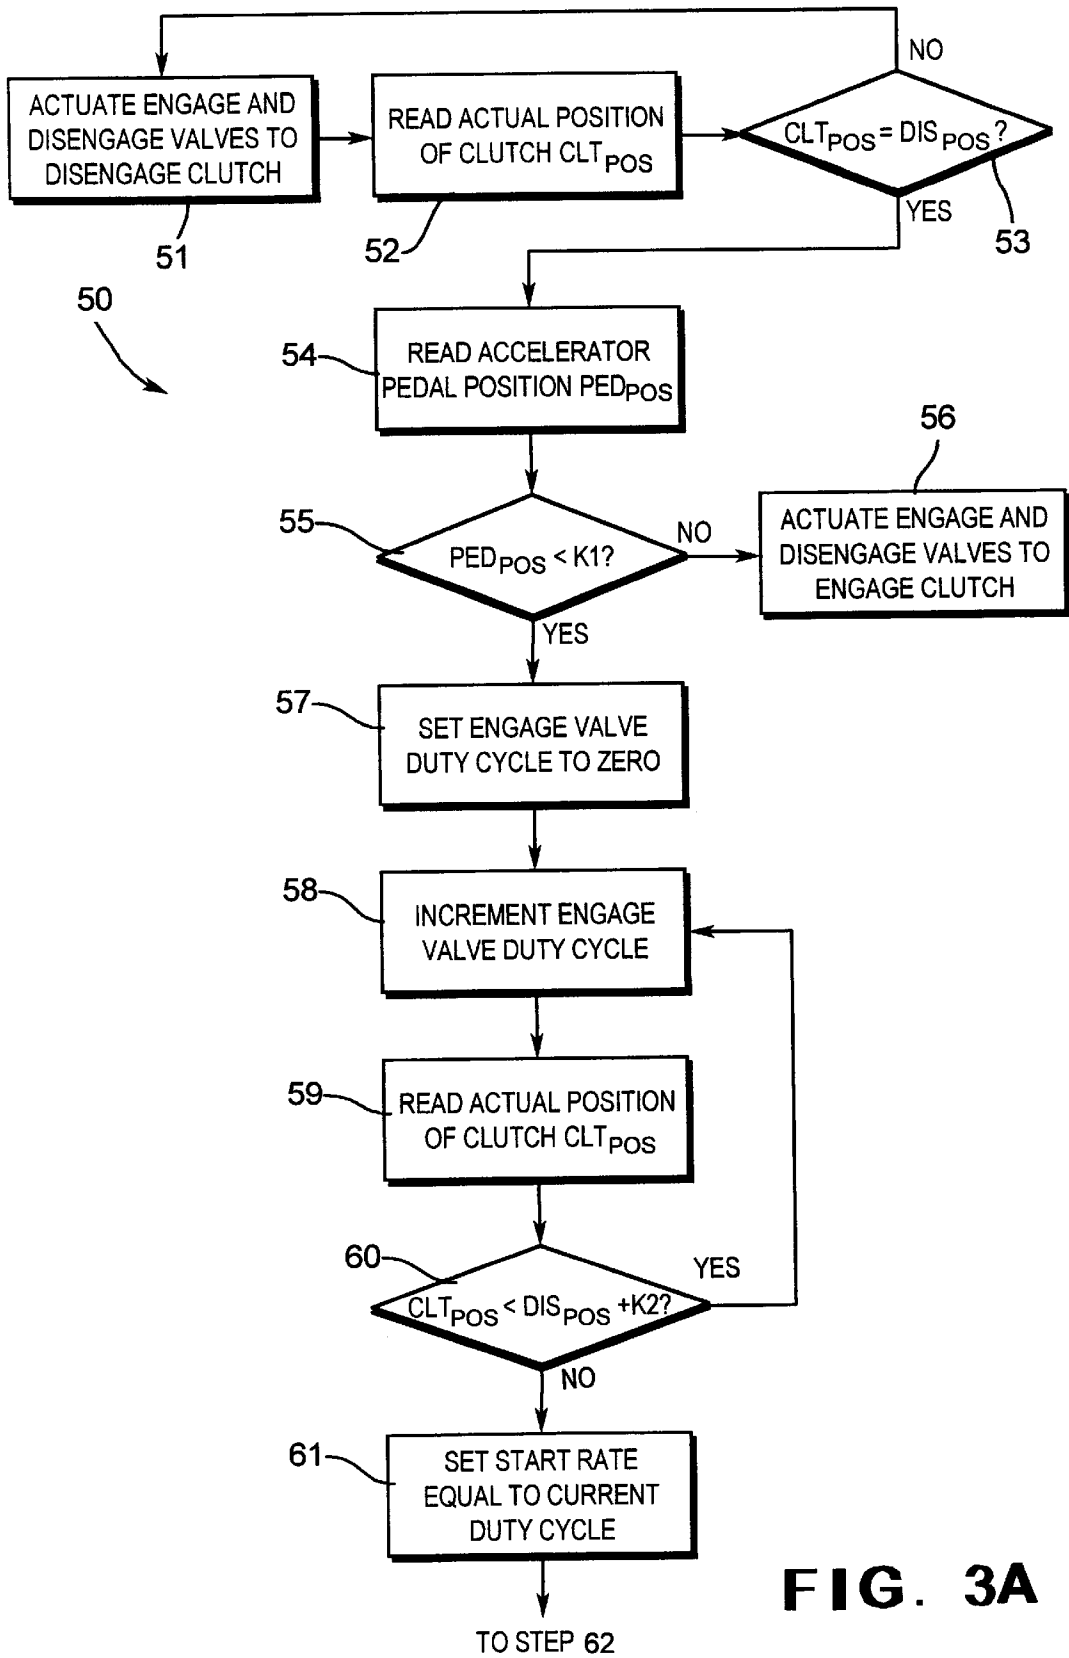 NO
ACTUATE ENGAGE AND
DISENGAGE VALVES TO
DISENGAGE CLUTCH
51
READ ACTUAL POSITION
OF CLUTCH CLTPOS
52
CLTPOS = DISPOS ?
YES
53
50
54
READ ACCELERATOR
PEDAL POSITION PEDPOS
55
PEDPOS < K1?
NO
YES
56
ACTUATE ENGAGE AND
DISENGAGE VALVES TO
ENGAGE CLUTCH
57
SET ENGAGE VALVE
DUTY CYCLE TO ZERO
58
INCREMENT ENGAGE
VALVE DUTY CYCLE
59
READ ACTUAL POSITION
OF CLUTCH CLTPOS
60
CLTPOS < DISPOS +K2?
YES
NO
61
SET START RATE
EQUAL TO CURRENT
DUTY CYCLE
TO STEP 62
FIG. 3A